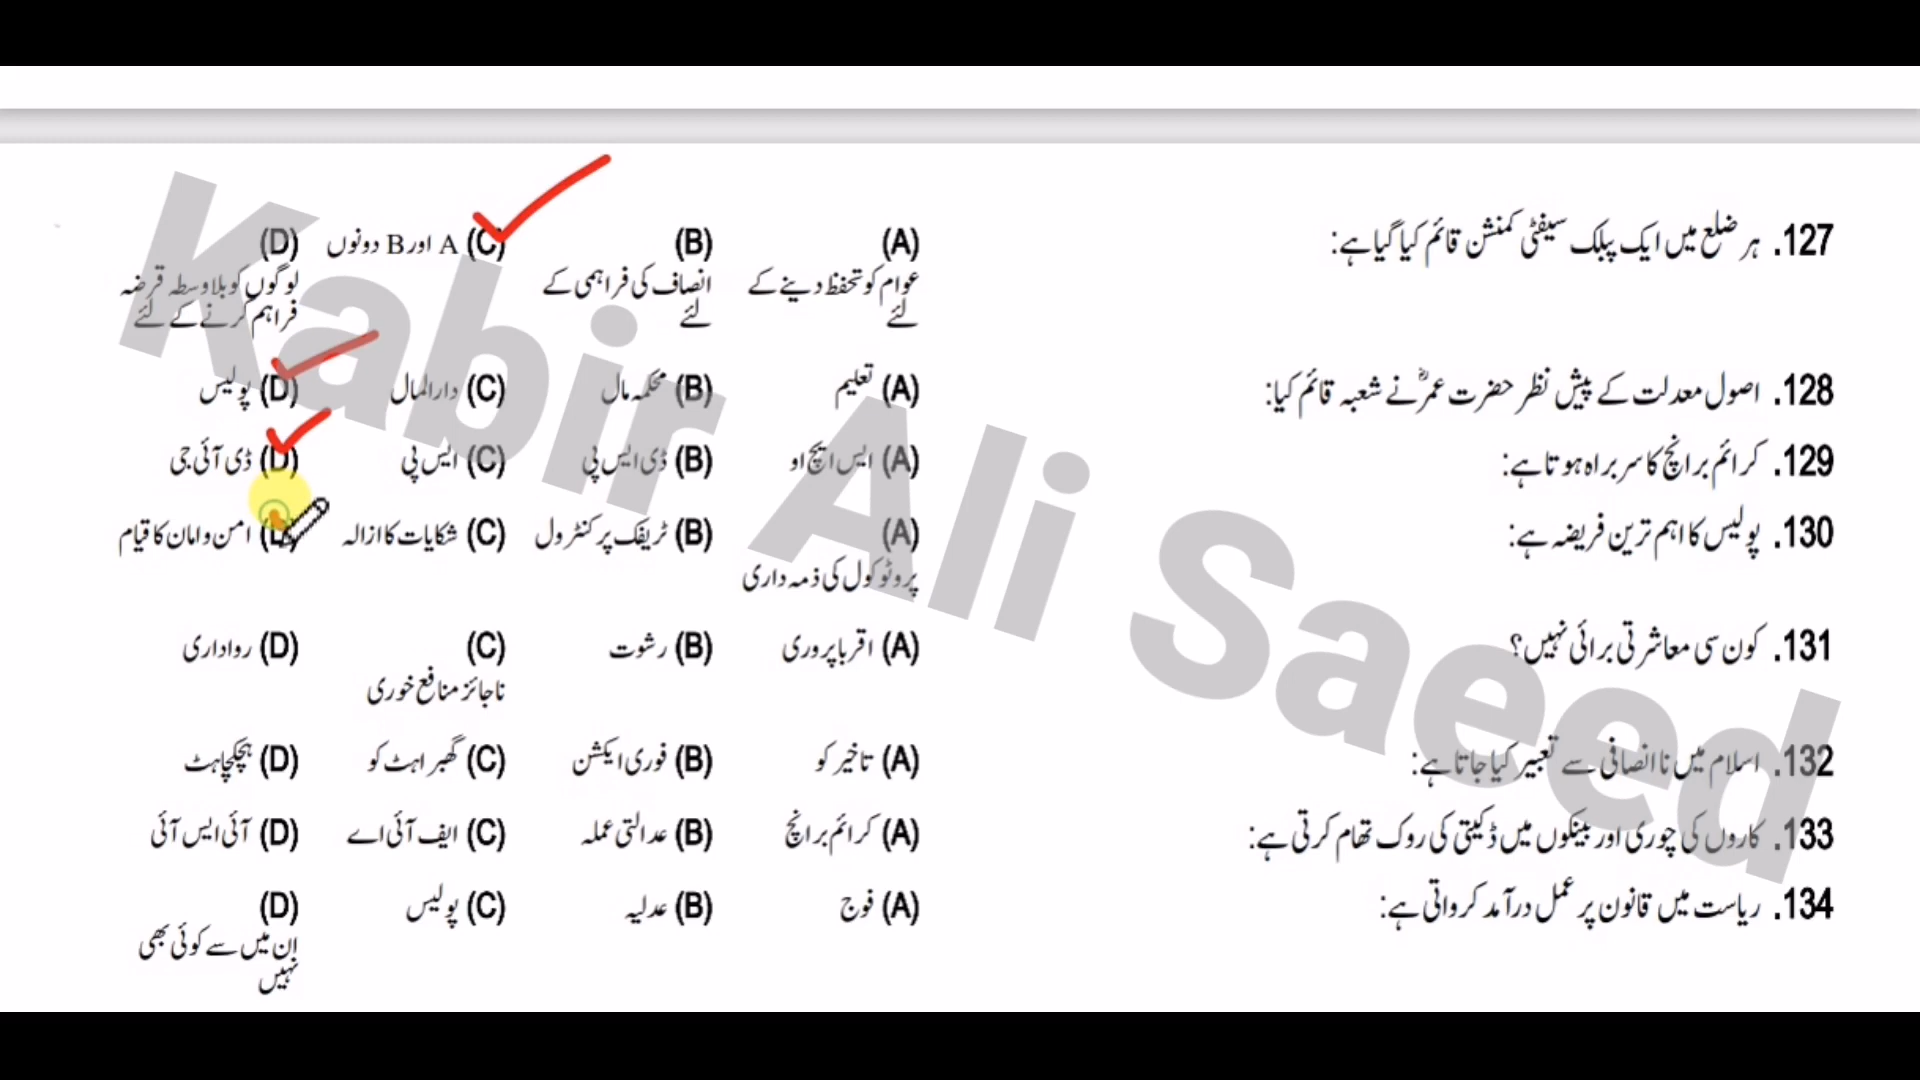 127. ہر ضلع میں ایک پبلک سیفٹی کمشن قائم کیا گیا ہے:
(A) عوام کو تحفظ دینے کے لئے
(B) انصاف کی فراہمی کے لئے
(C) A اور B دونوں
(D) لوگوں کو بلاوسطہ قرضہ فراہم کرنے کے لئے
128. اصول معدلت کے پیش نظر حضرت عمرؓ نے شعبہ قائم کیا:
(A) تعلیم (B) محکمہ مال (C) دارالمال (D) پولیس
129. کرائم برانچ کا سربراہ ہوتا ہے:
(A) ایس ایچ او (B) ڈی ایس پی (C) ایس پی (D) ڈی آئی جی
130. پولیس کا اہم ترین فریضہ ہے:
(A) پروٹوکول کی ذمہ داری (B) ٹریفک پر کنٹرول (C) شکایات کا ازالہ (D) امن و امان کا قیام
131. کون سی معاشرتی برائی نہیں؟
(A) اقربا پروری (B) رشوت (C) ناجائز منافع خوری (D) رواداری
132. اسلام میں ناانصافی سے تعبیر کیا جاتا ہے:
(A) تاخیر کو (B) فوری ایکشن (C) گھبراہٹ کو (D) ہچکچاہٹ
133. کاروں کی چوری اور بینکوں میں ڈکیتی کی روک تھام کرتی ہے:
(A) کرائم برانچ (B) عدالتی عملہ (C) ایف آئی اے (D) آئی ایس آئی
134. ریاست میں قانون پر عمل درآمد کرواتی ہے:
(A) فوج (B) عدلیہ (C) پولیس (D) ان میں سے کوئی بھی نہیں
Kabir Ali Saeed